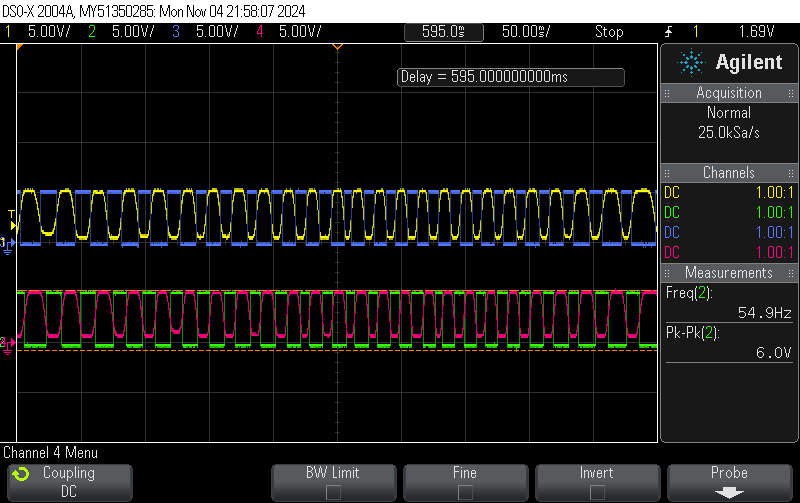 DSO-X 2004A, MY51350285: Mon Nov 04 21:58:07 2024
1 5.00V/ 2 5.00V/ 3 5.00V/ 4 5.00V/ 595.0ms 50.00ms/ Stop 1 1.69V
Delay = 595.000000000ms
Agilent
Acquisition
Normal
25.0kSa/s
Channels
DC 1.00:1
DC 1.00:1
DC 1.00:1
DC 1.00:1
Measurements
Freq(2):
54.9Hz
Pk-Pk(2):
6.0V
T
Channel 4 Menu
Coupling
DC
BW Limit
Fine
Invert
Probe